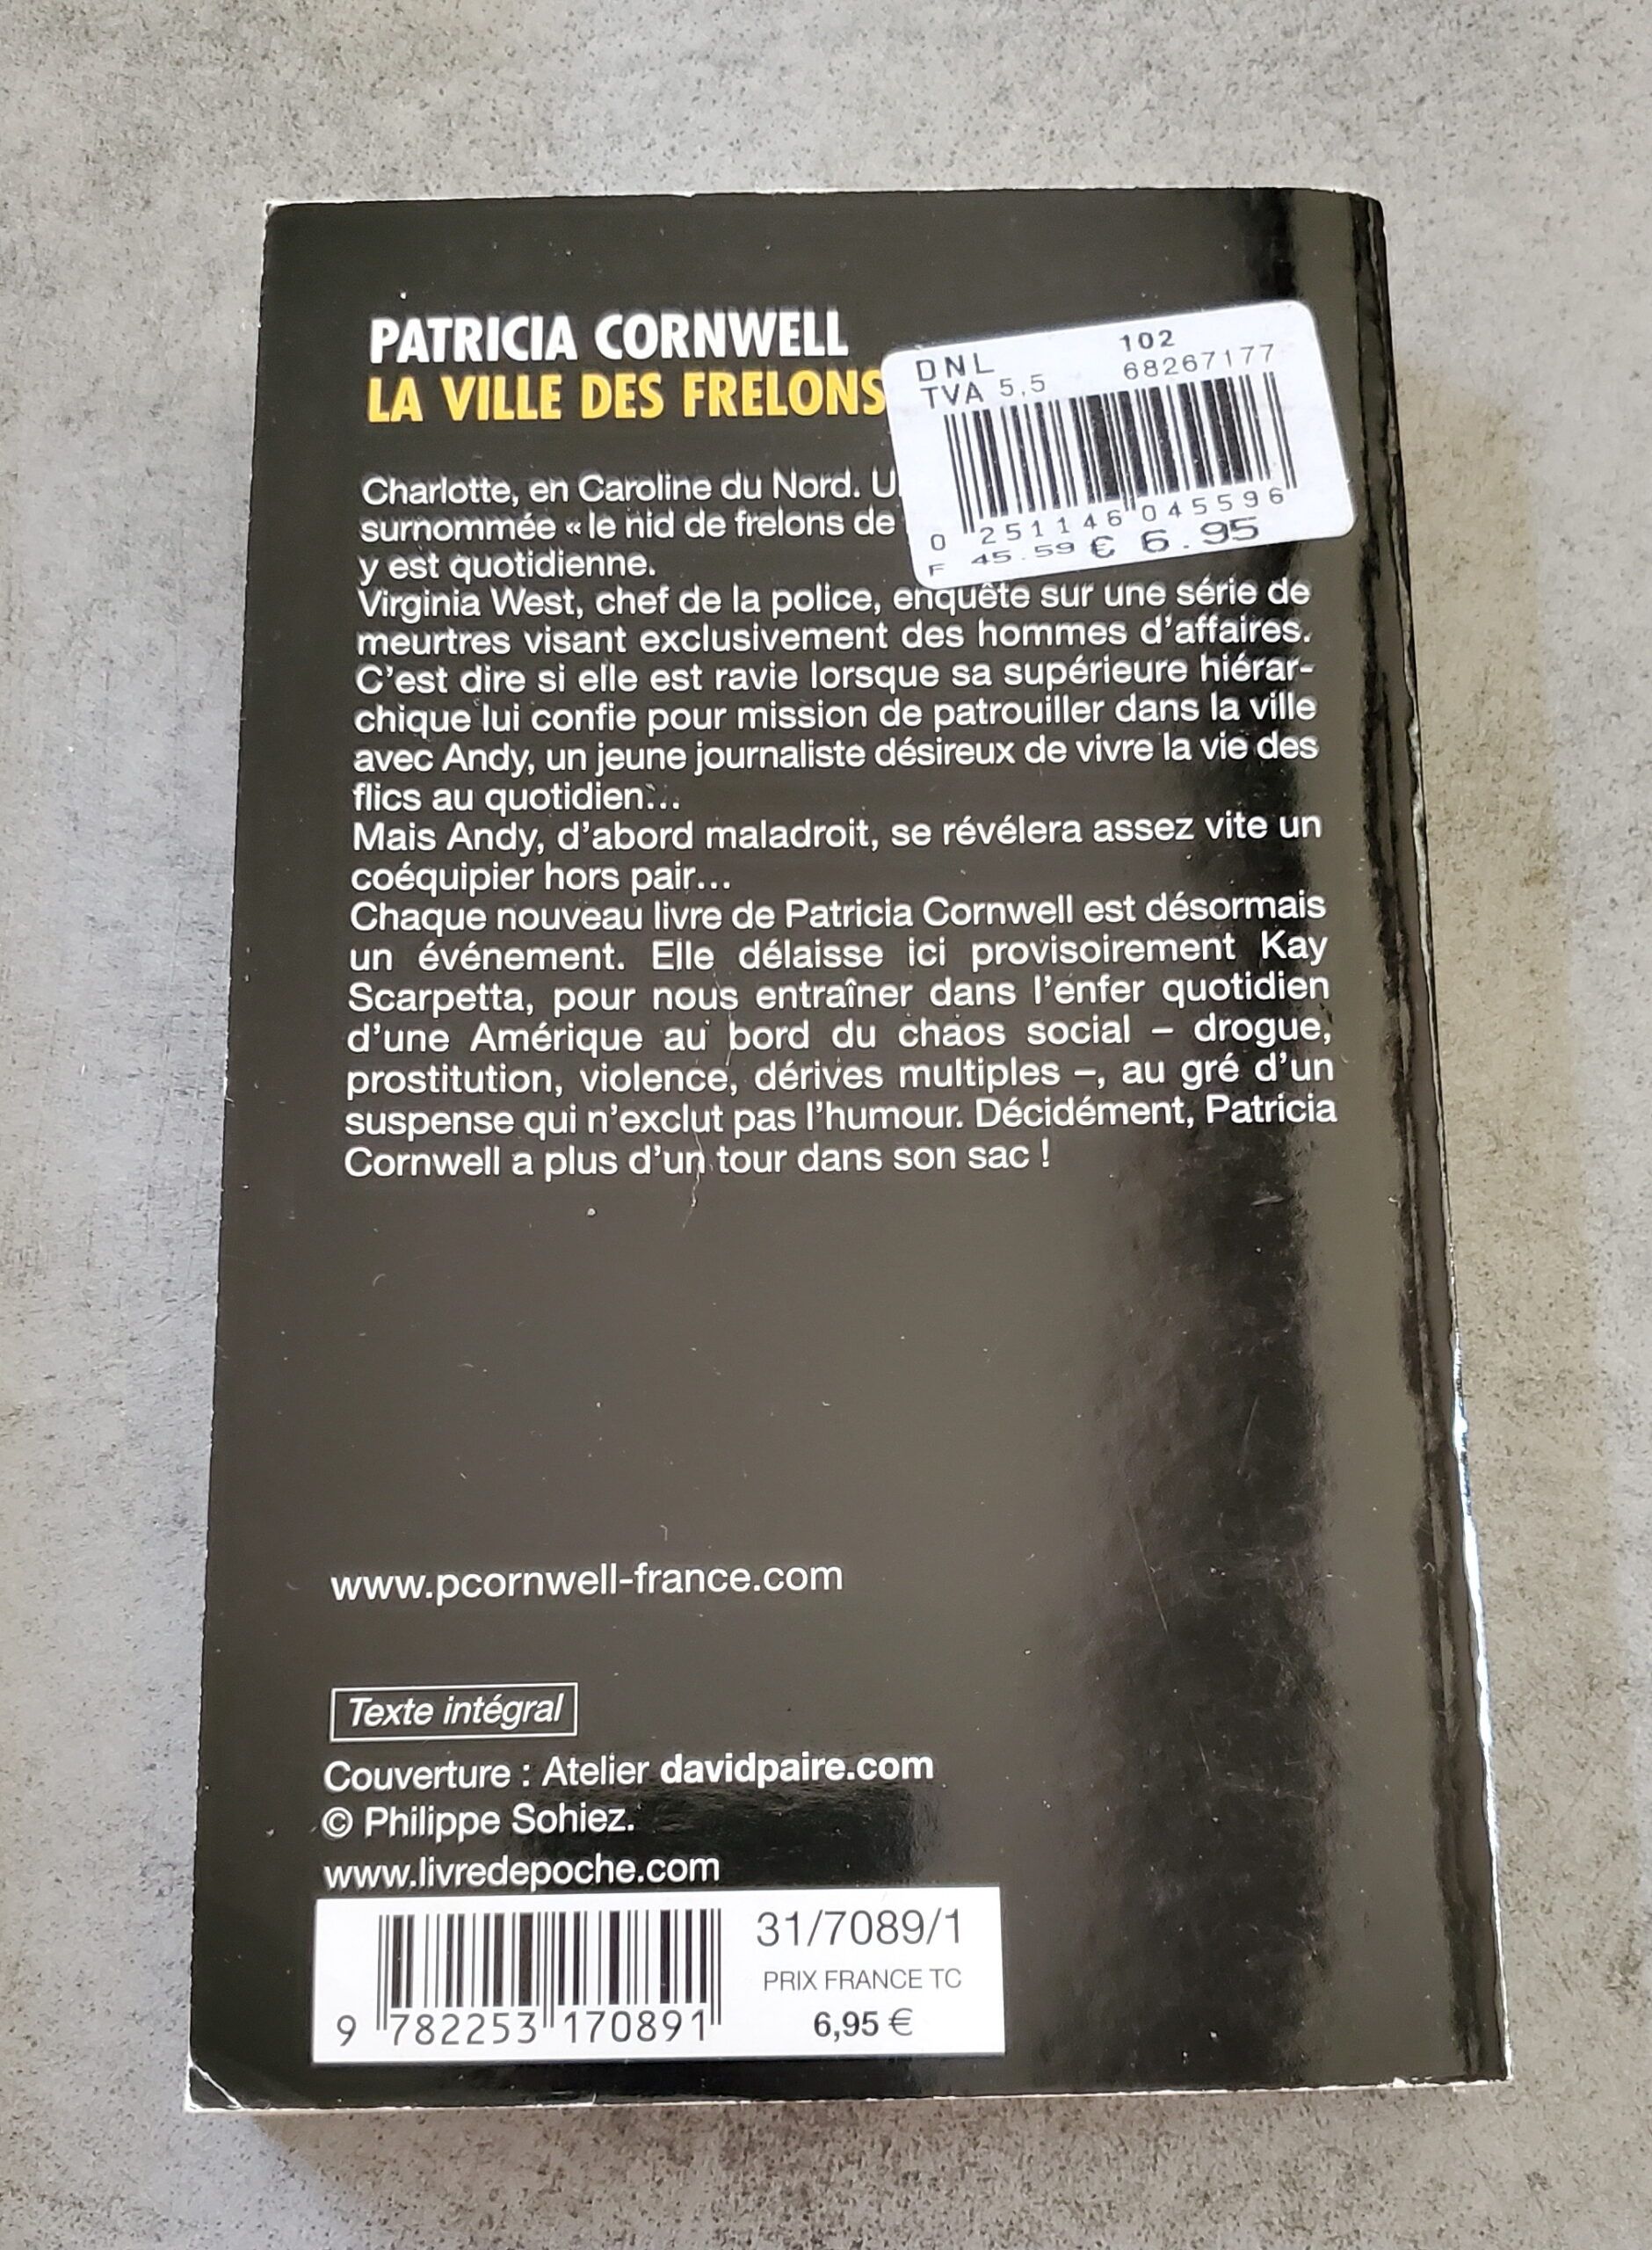 PATRICIA CORNWELL
LA VILLE DES FRELONS
DNL 102
TVA 5,5 68267177
0 251146 045596
F 45.59 € 6.95
Charlotte, en Caroline du Nord.
surnommée « le nid de frelons de
y est quotidienne.
Virginia West, chef de la police, enquête sur une série de
meurtres visant exclusivement des hommes d'affaires.
C'est dire si elle est ravie lorsque sa supérieure hiérar-
chique lui confie pour mission de patrouiller dans la ville
avec Andy, un jeune journaliste désireux de vivre la vie des
flics au quotidien...
Mais Andy, d'abord maladroit, se révélera assez vite un
coéquipier hors pair...
Chaque nouveau livre de Patricia Cornwell est désormais
un événement. Elle délaisse ici provisoirement Kay
Scarpetta, pour nous entraîner dans l'enfer quotidien
d'une Amérique au bord du chaos social – drogue,
prostitution, violence, dérives multiples –, au gré d'un
suspense qui n'exclut pas l'humour. Décidément, Patricia
Cornwell a plus d'un tour dans son sac !
www.pcornwell-france.com
Texte intégral
Couverture : Atelier davidpaire.com
© Philippe Sohiez.
www.livredepoche.com
31/7089/1
PRIX FRANCE TC
6,95 €
9 782253 170891